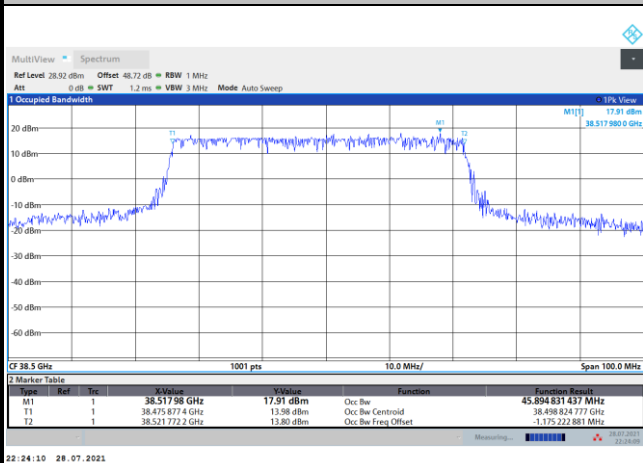 MultiView Spectrum
Ref Level 28.92 dBm Offset 48.72 dB RBW 1 MHz
Att 0 dB SWT 1.2 ms VBW 3 MHz Mode Auto Sweep
1 Occupied Bandwidth 1Pk View
M1[1] 17.91 dBm
38.517 980 0 GHz
M1
T1 T2
20 dBm
10 dBm
0 dBm
-10 dBm
-20 dBm
-30 dBm
-40 dBm
-50 dBm
-60 dBm
CF 38.5 GHz 1001 pts 10.0 MHz/ Span 100.0 MHz
2 Marker Table
Type Ref Trc X-Value Y-Value Function Function Result
M1 1 38.517 98 GHz 17.91 dBm Occ Bw 45.894 831 437 MHz
T1 1 38.475 877 4 GHz 13.98 dBm Occ Bw Centroid 38.498 824 777 GHz
T2 1 38.521 772 2 GHz 13.80 dBm Occ Bw Freq Offset -1.175 222 881 MHz
Measuring... 28.07.2021
22:24:09
22:24:10 28.07.2021